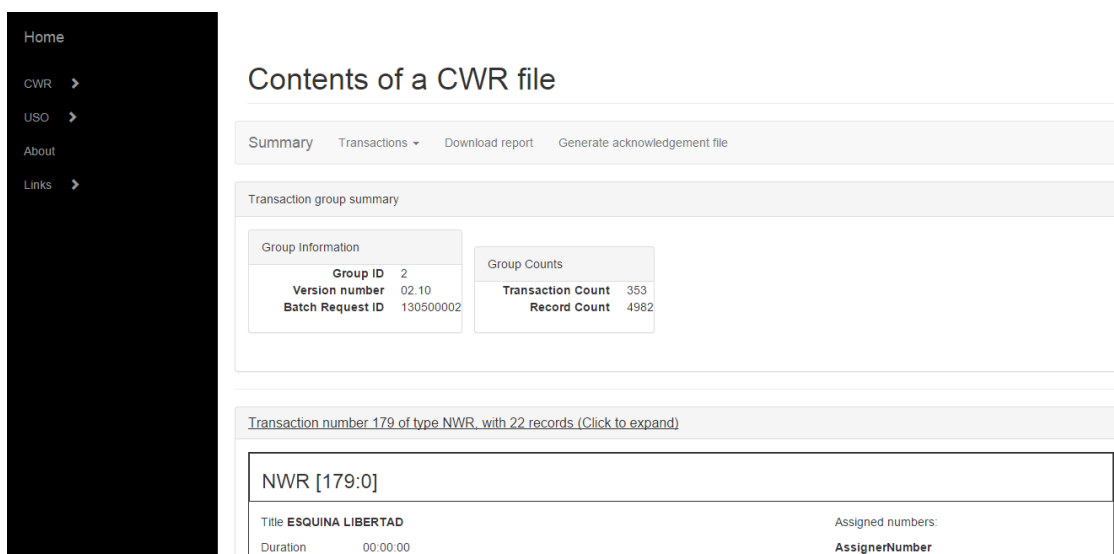 Home
CWR
USO
About
Links
Contents of a CWR file
Summary Transactions Download report Generate acknowledgement file
Transaction group summary
Group Information
Group ID 2
Version number 02.10
Batch Request ID 130500002
Group Counts
Transaction Count 353
Record Count 4982
Transaction number 179 of type NWR, with 22 records (Click to expand)
NWR [179:0]
Title ESQUINA LIBERTAD
Assigned numbers:
Duration 00:00:00
AssignerNumber